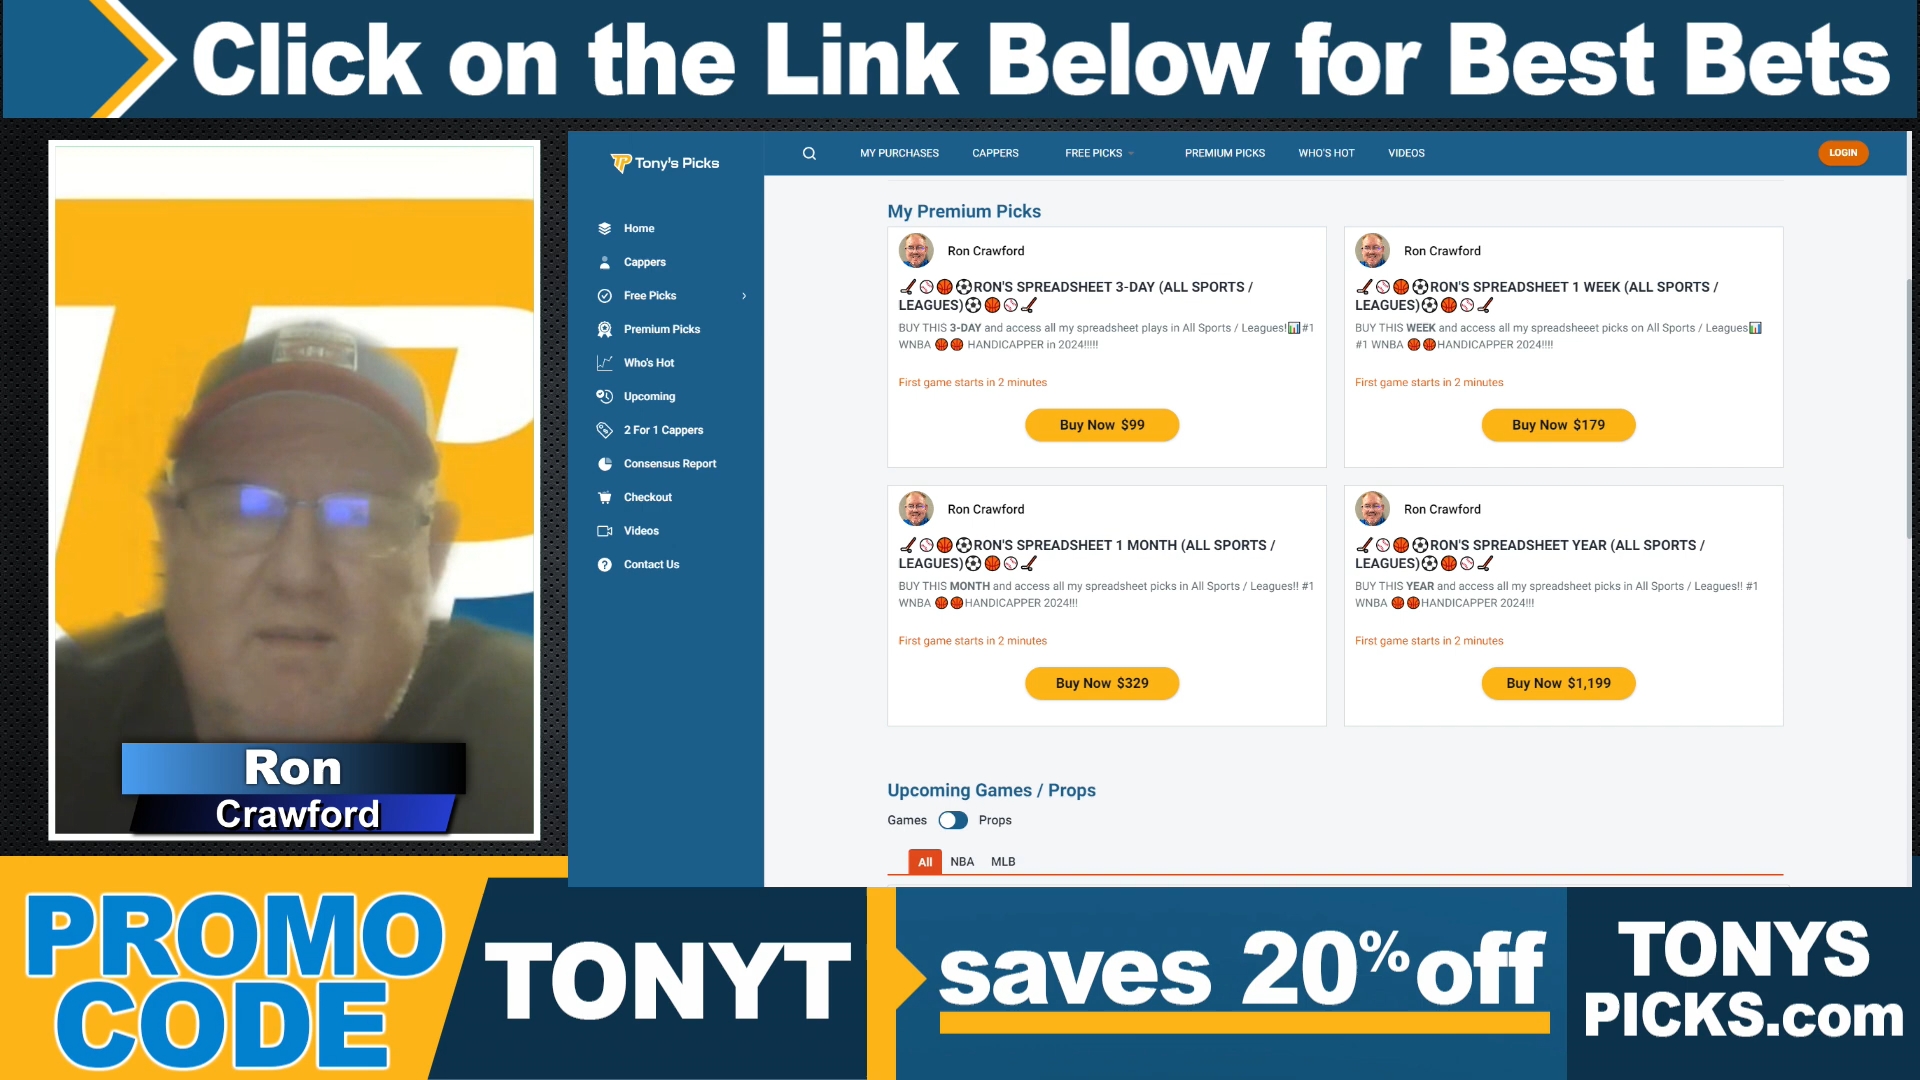 Click on the Link Below for Best Bets
Tony's Picks
MY PURCHASES
CAPPERS
FREE PICKS
PREMIUM PICKS
WHO'S HOT
VIDEOS
LOGIN
Home
Cappers
Free Picks
Premium Picks
Who's Hot
Upcoming
2 For 1 Cappers
Consensus Report
Checkout
Videos
Contact Us
My Premium Picks
Ron Crawford
RON'S SPREADSHEET 3-DAY (ALL SPORTS /
LEAGUES)
BUY THIS 3-DAY and access all my spreadsheet plays in All Sports / Leagues! #1
WNBA HANDICAPPER in 2024!!!!!
First game starts in 2 minutes
Buy Now $99
Ron Crawford
RON'S SPREADSHEET 1 WEEK (ALL SPORTS /
LEAGUES)
BUY THIS WEEK and access all my spreadsheeet picks on All Sports / Leagues
#1 WNBA HANDICAPPER 2024!!!!
First game starts in 2 minutes
Buy Now $179
Ron Crawford
RON'S SPREADSHEET 1 MONTH (ALL SPORTS /
LEAGUES)
BUY THIS MONTH and access all my spreadsheet picks in All Sports / Leagues!! #1
WNBA HANDICAPPER 2024!!!
First game starts in 2 minutes
Buy Now $329
Ron Crawford
RON'S SPREADSHEET YEAR (ALL SPORTS /
LEAGUES)
BUY THIS YEAR and access all my spreadsheet picks in All Sports / Leagues!! #1
WNBA HANDICAPPER 2024!!!
First game starts in 2 minutes
Buy Now $1,199
Upcoming Games / Props
Games Props
All NBA MLB
Ron
Crawford
PROMO
CODE
TONYT
saves 20% off
TONYS
PICKS.com